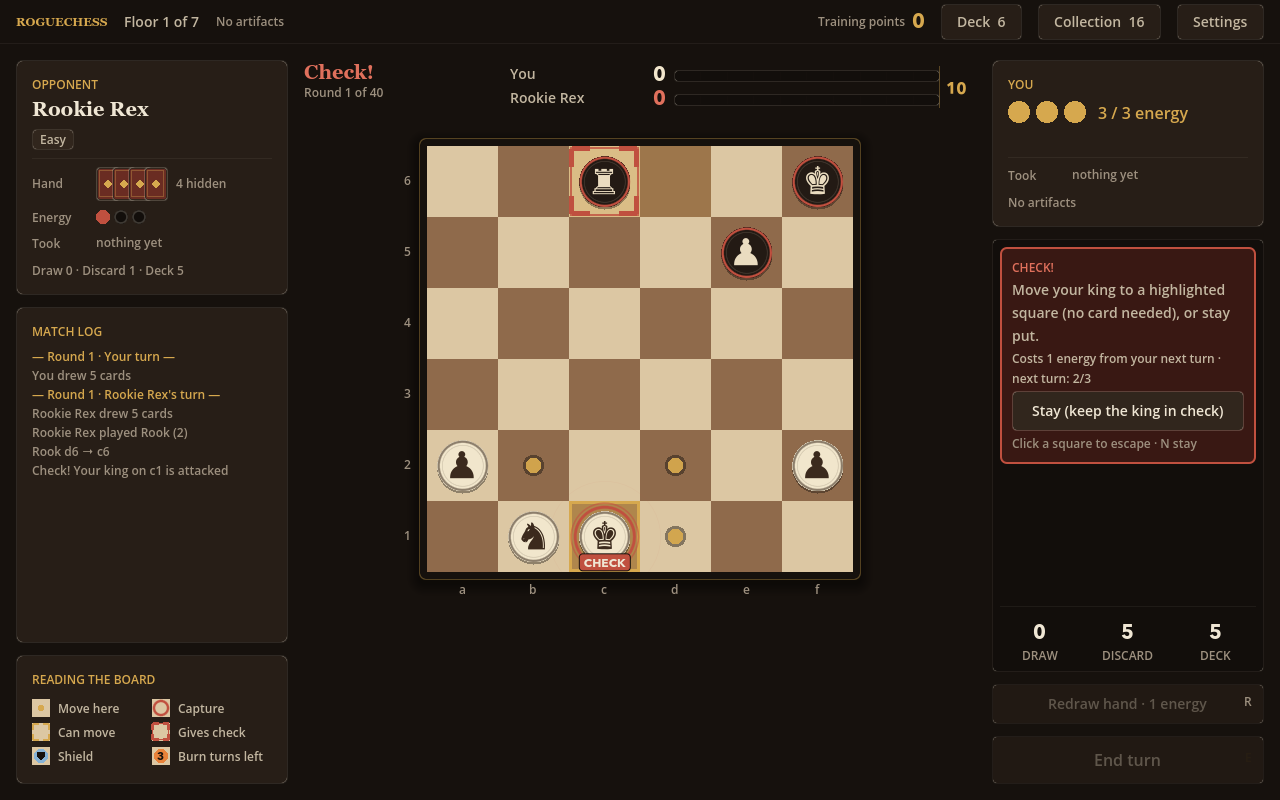 ROGUECHESS
Floor 1 of 7
No artifacts
Training points 0
Deck 6
Collection 16
Settings
OPPONENT
Rookie Rex
Easy
Hand
4 hidden
Energy
Took
nothing yet
Draw 0 · Discard 1 · Deck 5
MATCH LOG
— Round 1 · Your turn —
You drew 5 cards
— Round 1 · Rookie Rex's turn —
Rookie Rex drew 5 cards
Rookie Rex played Rook (2)
Rook d6 → c6
Check! Your king on c1 is attacked
READING THE BOARD
Move here
Capture
Can move
Gives check
Shield
3
Burn turns left
Check!
Round 1 of 40
You
0
Rookie Rex
0
10
6
5
4
3
2
1
CHECK
a b c d e f
YOU
3 / 3 energy
Took
nothing yet
No artifacts
CHECK!
Move your king to a highlighted
square (no card needed), or stay
put.
Costs 1 energy from your next turn ·
next turn: 2/3
Stay (keep the king in check)
Click a square to escape · N stay
0
5
5
DRAW
DISCARD
DECK
Redraw hand · 1 energy
R
End turn